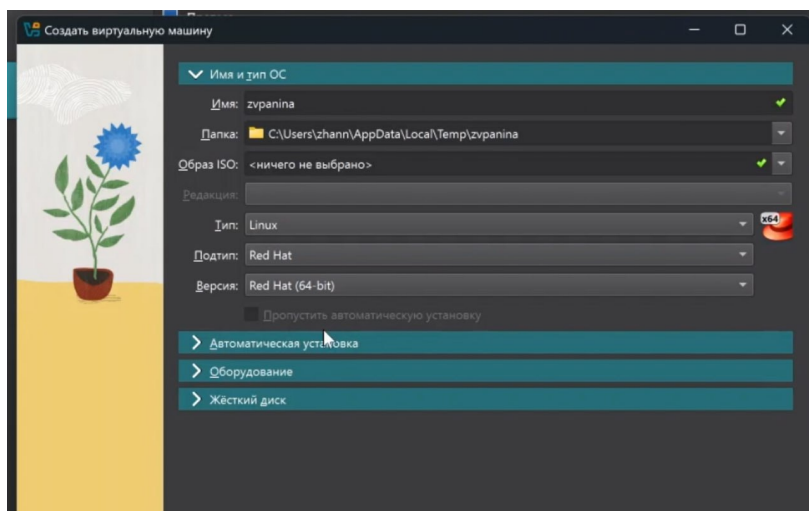 Создать виртуальную машину
Имя и тип ОС
Имя: zvpanina
Папка: C:\Users\zhann\AppData\Local\Temp\zvpanina
Образ ISO: <ничего не выбрано>
Редакция:
Тип: Linux
x64
Подтип: Red Hat
Версия: Red Hat (64-bit)
Пропустить автоматическую установку
Автоматическая установка
Оборудование
Жёсткий диск